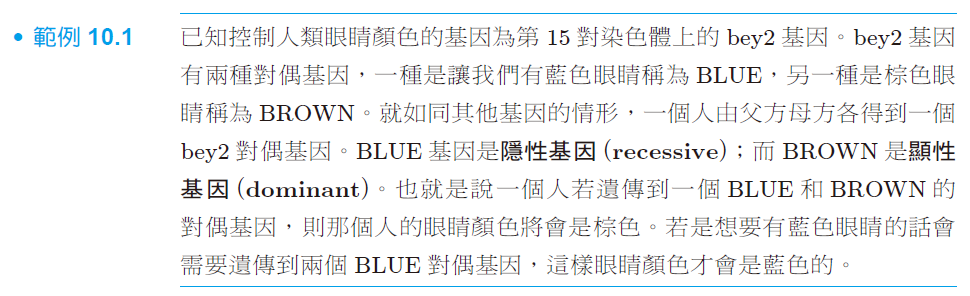 • 範例 10.1
已知控制人類眼睛顏色的基因為第 15 對染色體上的 bey2 基因。bey2 基因
有兩種對偶基因，一種是讓我們有藍色眼睛稱為 BLUE，另一種是棕色眼
睛稱為 BROWN。就如同其他基因的情形，一個人由父方母方各得到一個
bey2 對偶基因。BLUE 基因是隱性基因 (recessive)；而 BROWN 是顯性
基因 (dominant)。也就是說一個人若遺傳到一個 BLUE 和 BROWN 的
對偶基因，則那個人的眼睛顏色將會是棕色。若是想要有藍色眼睛的話會
需要遺傳到兩個 BLUE 對偶基因，這樣眼睛顏色才會是藍色的。